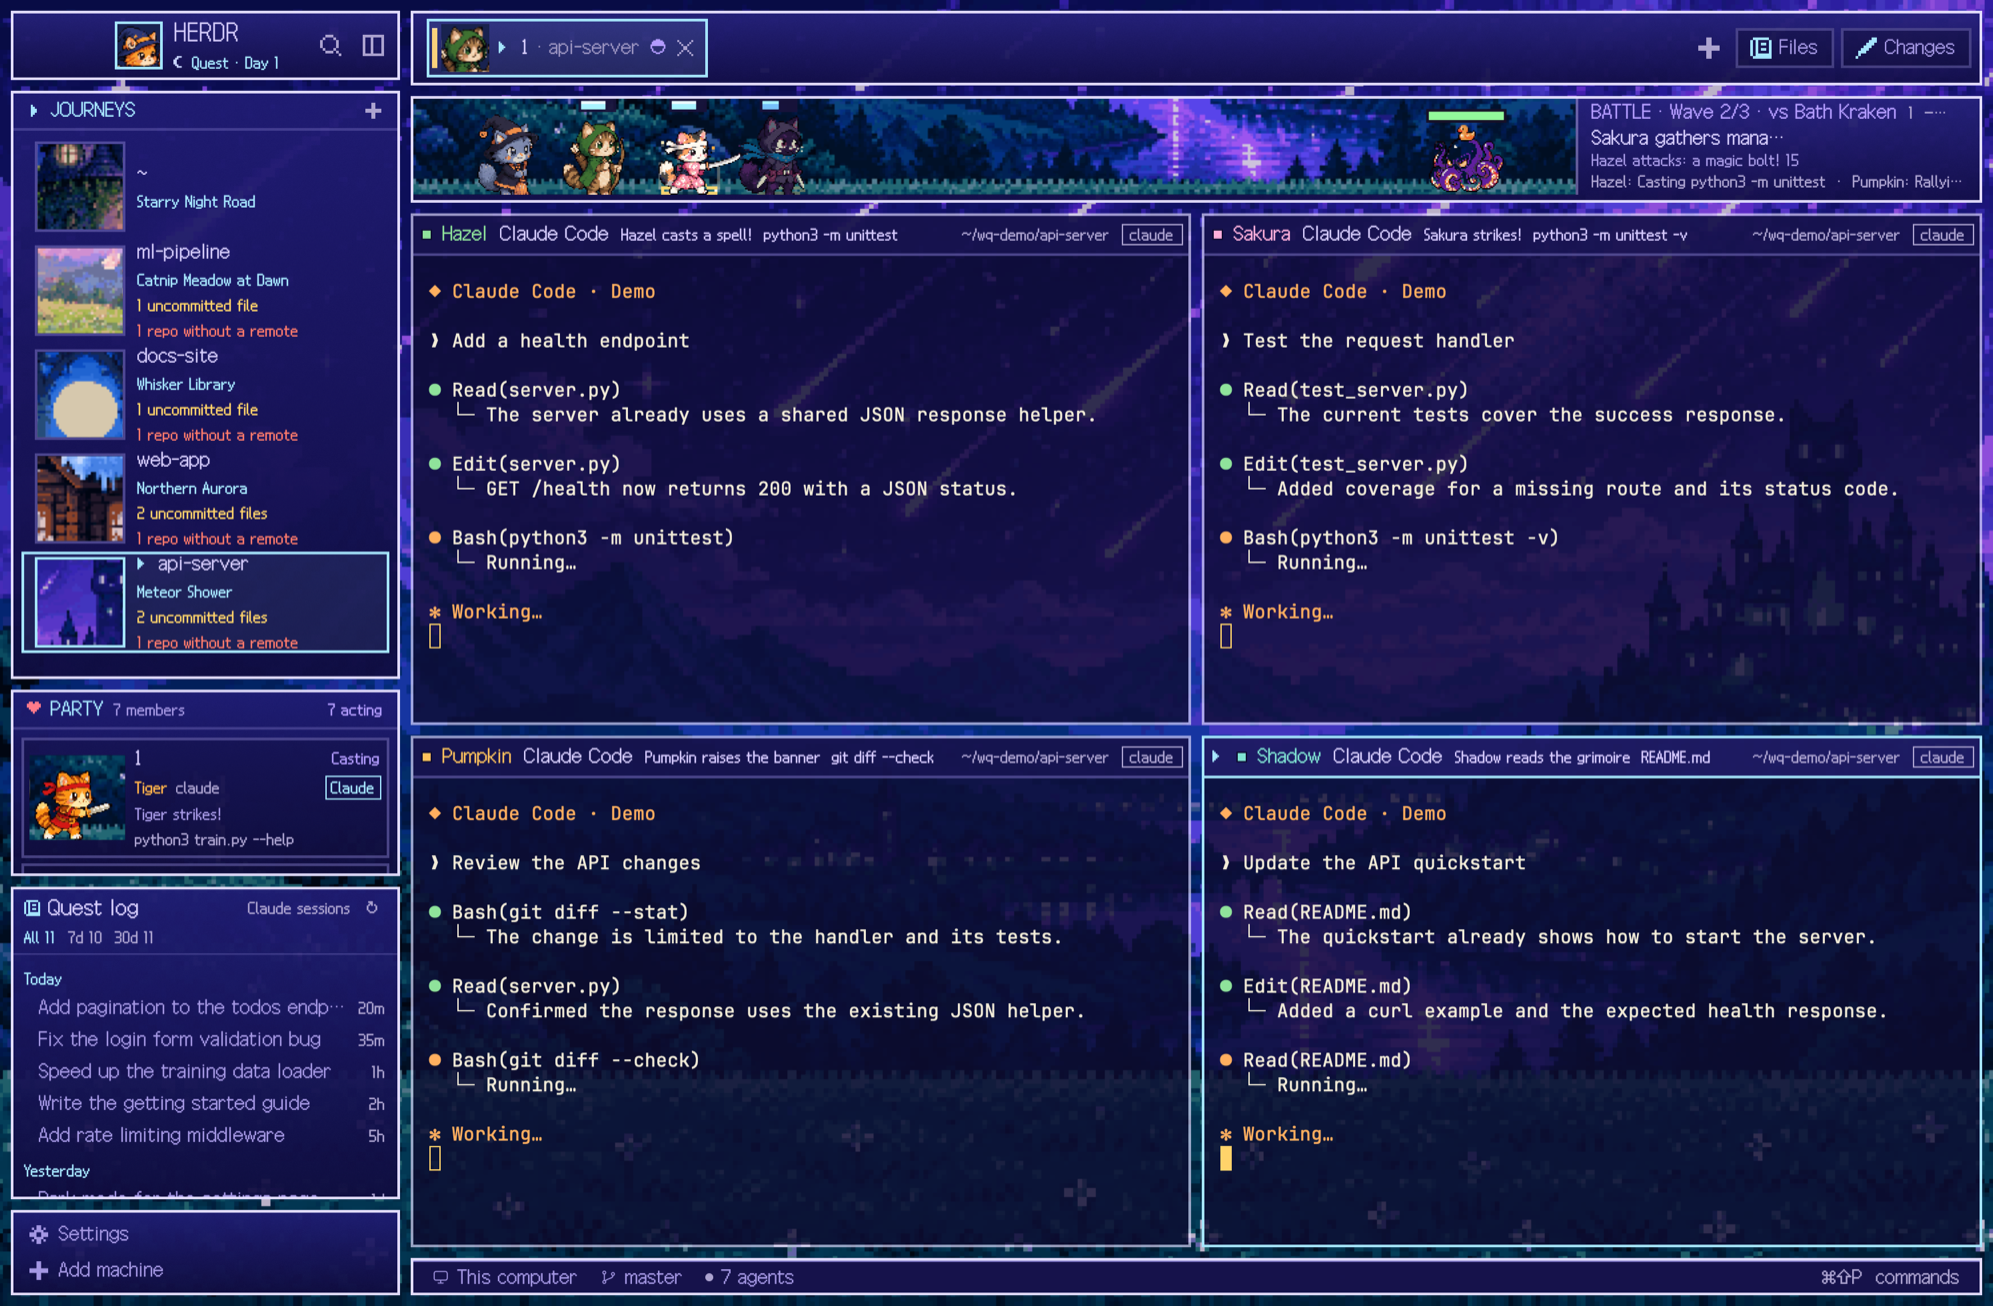 HERDR
Quest · Day 1
1 · api-server
Files
Changes
JOURNEYS
~
Starry Night Road
ml-pipeline
Catnip Meadow at Dawn
1 uncommitted file
1 repo without a remote
docs-site
Whisker Library
1 uncommitted file
1 repo without a remote
web-app
Northern Aurora
2 uncommitted files
1 repo without a remote
api-server
Meteor Shower
2 uncommitted files
1 repo without a remote
PARTY 7 members 7 acting
1 Casting
Tiger claude Claude
Tiger strikes!
python3 train.py --help
Quest log Claude sessions
All 11 7d 10 30d 11
Today
Add pagination to the todos endp··· 20m
Fix the login form validation bug 35m
Speed up the training data loader 1h
Write the getting started guide 2h
Add rate limiting middleware 5h
Yesterday
Settings
Add machine
BATTLE · Wave 2/3 · vs Bath Kraken 1 –···
Sakura gathers mana···
Hazel attacks: a magic bolt! 15
Hazel: Casting python3 -m unittest · Pumpkin: Rallyi···
Hazel Claude Code Hazel casts a spell! python3 -m unittest ~/wq-demo/api-server claude
Claude Code · Demo
❯ Add a health endpoint
Read(server.py)
The server already uses a shared JSON response helper.
Edit(server.py)
GET /health now returns 200 with a JSON status.
Bash(python3 -m unittest)
Running…
* Working…
Sakura Claude Code Sakura strikes! python3 -m unittest -v ~/wq-demo/api-server claude
Claude Code · Demo
❯ Test the request handler
Read(test_server.py)
The current tests cover the success response.
Edit(test_server.py)
Added coverage for a missing route and its status code.
Bash(python3 -m unittest -v)
Running…
* Working…
Pumpkin Claude Code Pumpkin raises the banner git diff --check ~/wq-demo/api-server claude
Claude Code · Demo
❯ Review the API changes
Bash(git diff --stat)
The change is limited to the handler and its tests.
Read(server.py)
Confirmed the response uses the existing JSON helper.
Bash(git diff --check)
Running…
* Working…
Shadow Claude Code Shadow reads the grimoire README.md ~/wq-demo/api-server claude
Claude Code · Demo
❯ Update the API quickstart
Read(README.md)
The quickstart already shows how to start the server.
Edit(README.md)
Added a curl example and the expected health response.
Read(README.md)
Running…
* Working…
This computer master 7 agents ⌘⇧P commands